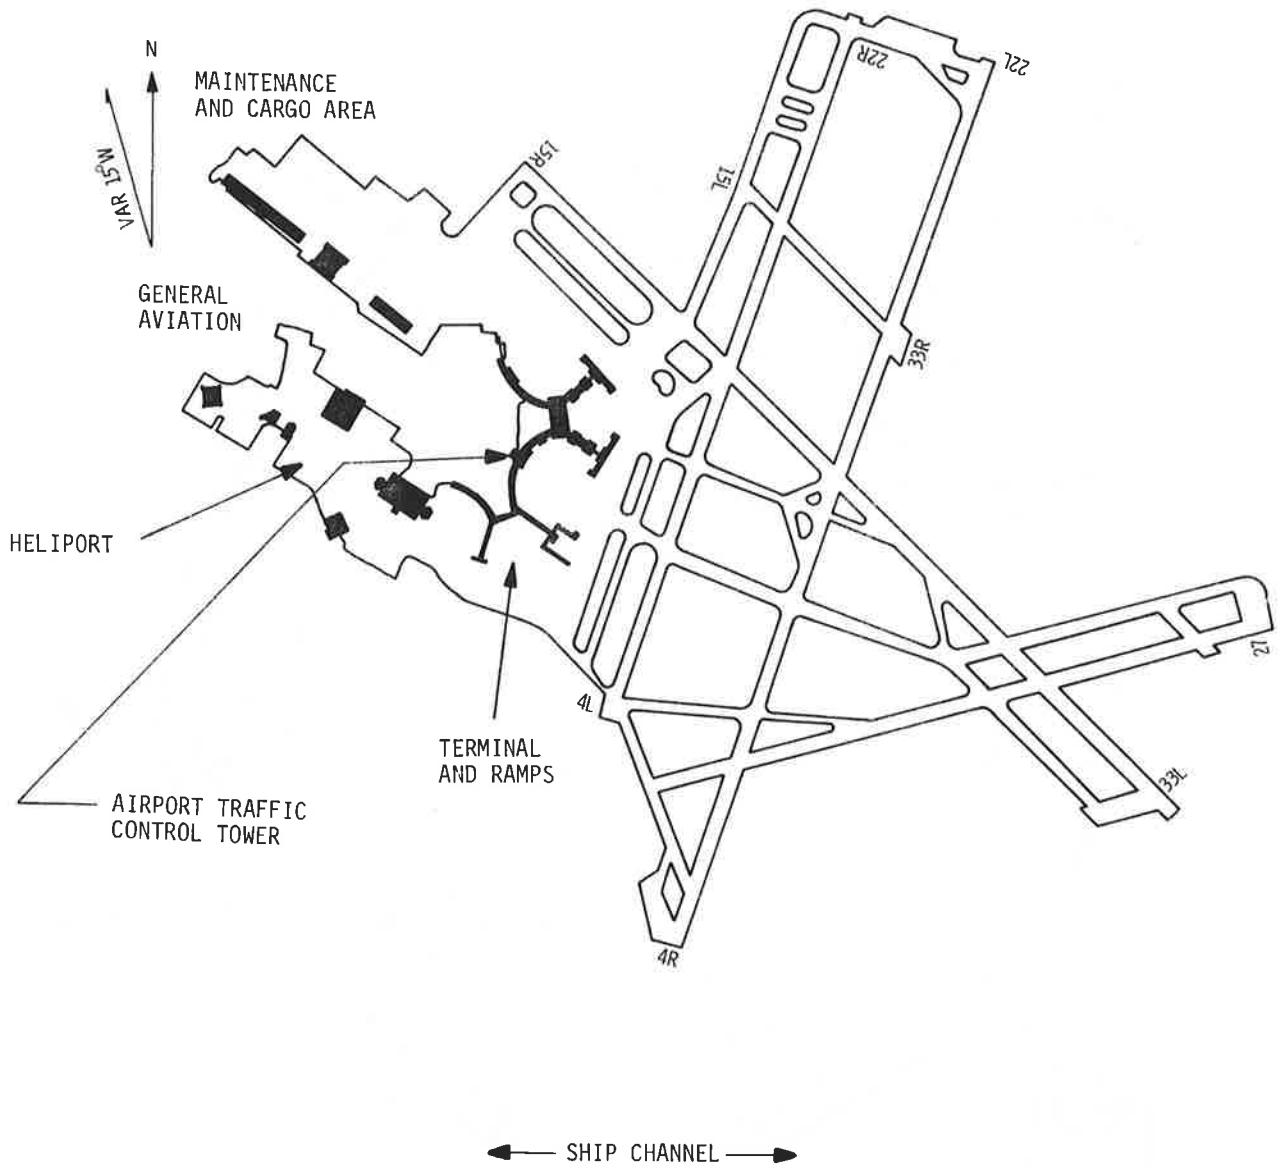 N
VAR 15°W
MAINTENANCE
AND CARGO AREA
22R
22L
15R
15L
GENERAL
AVIATION
33R
HELIPORT
27
4L
TERMINAL
AND RAMPS
33L
AIRPORT TRAFFIC
CONTROL TOWER
4R
SHIP CHANNEL